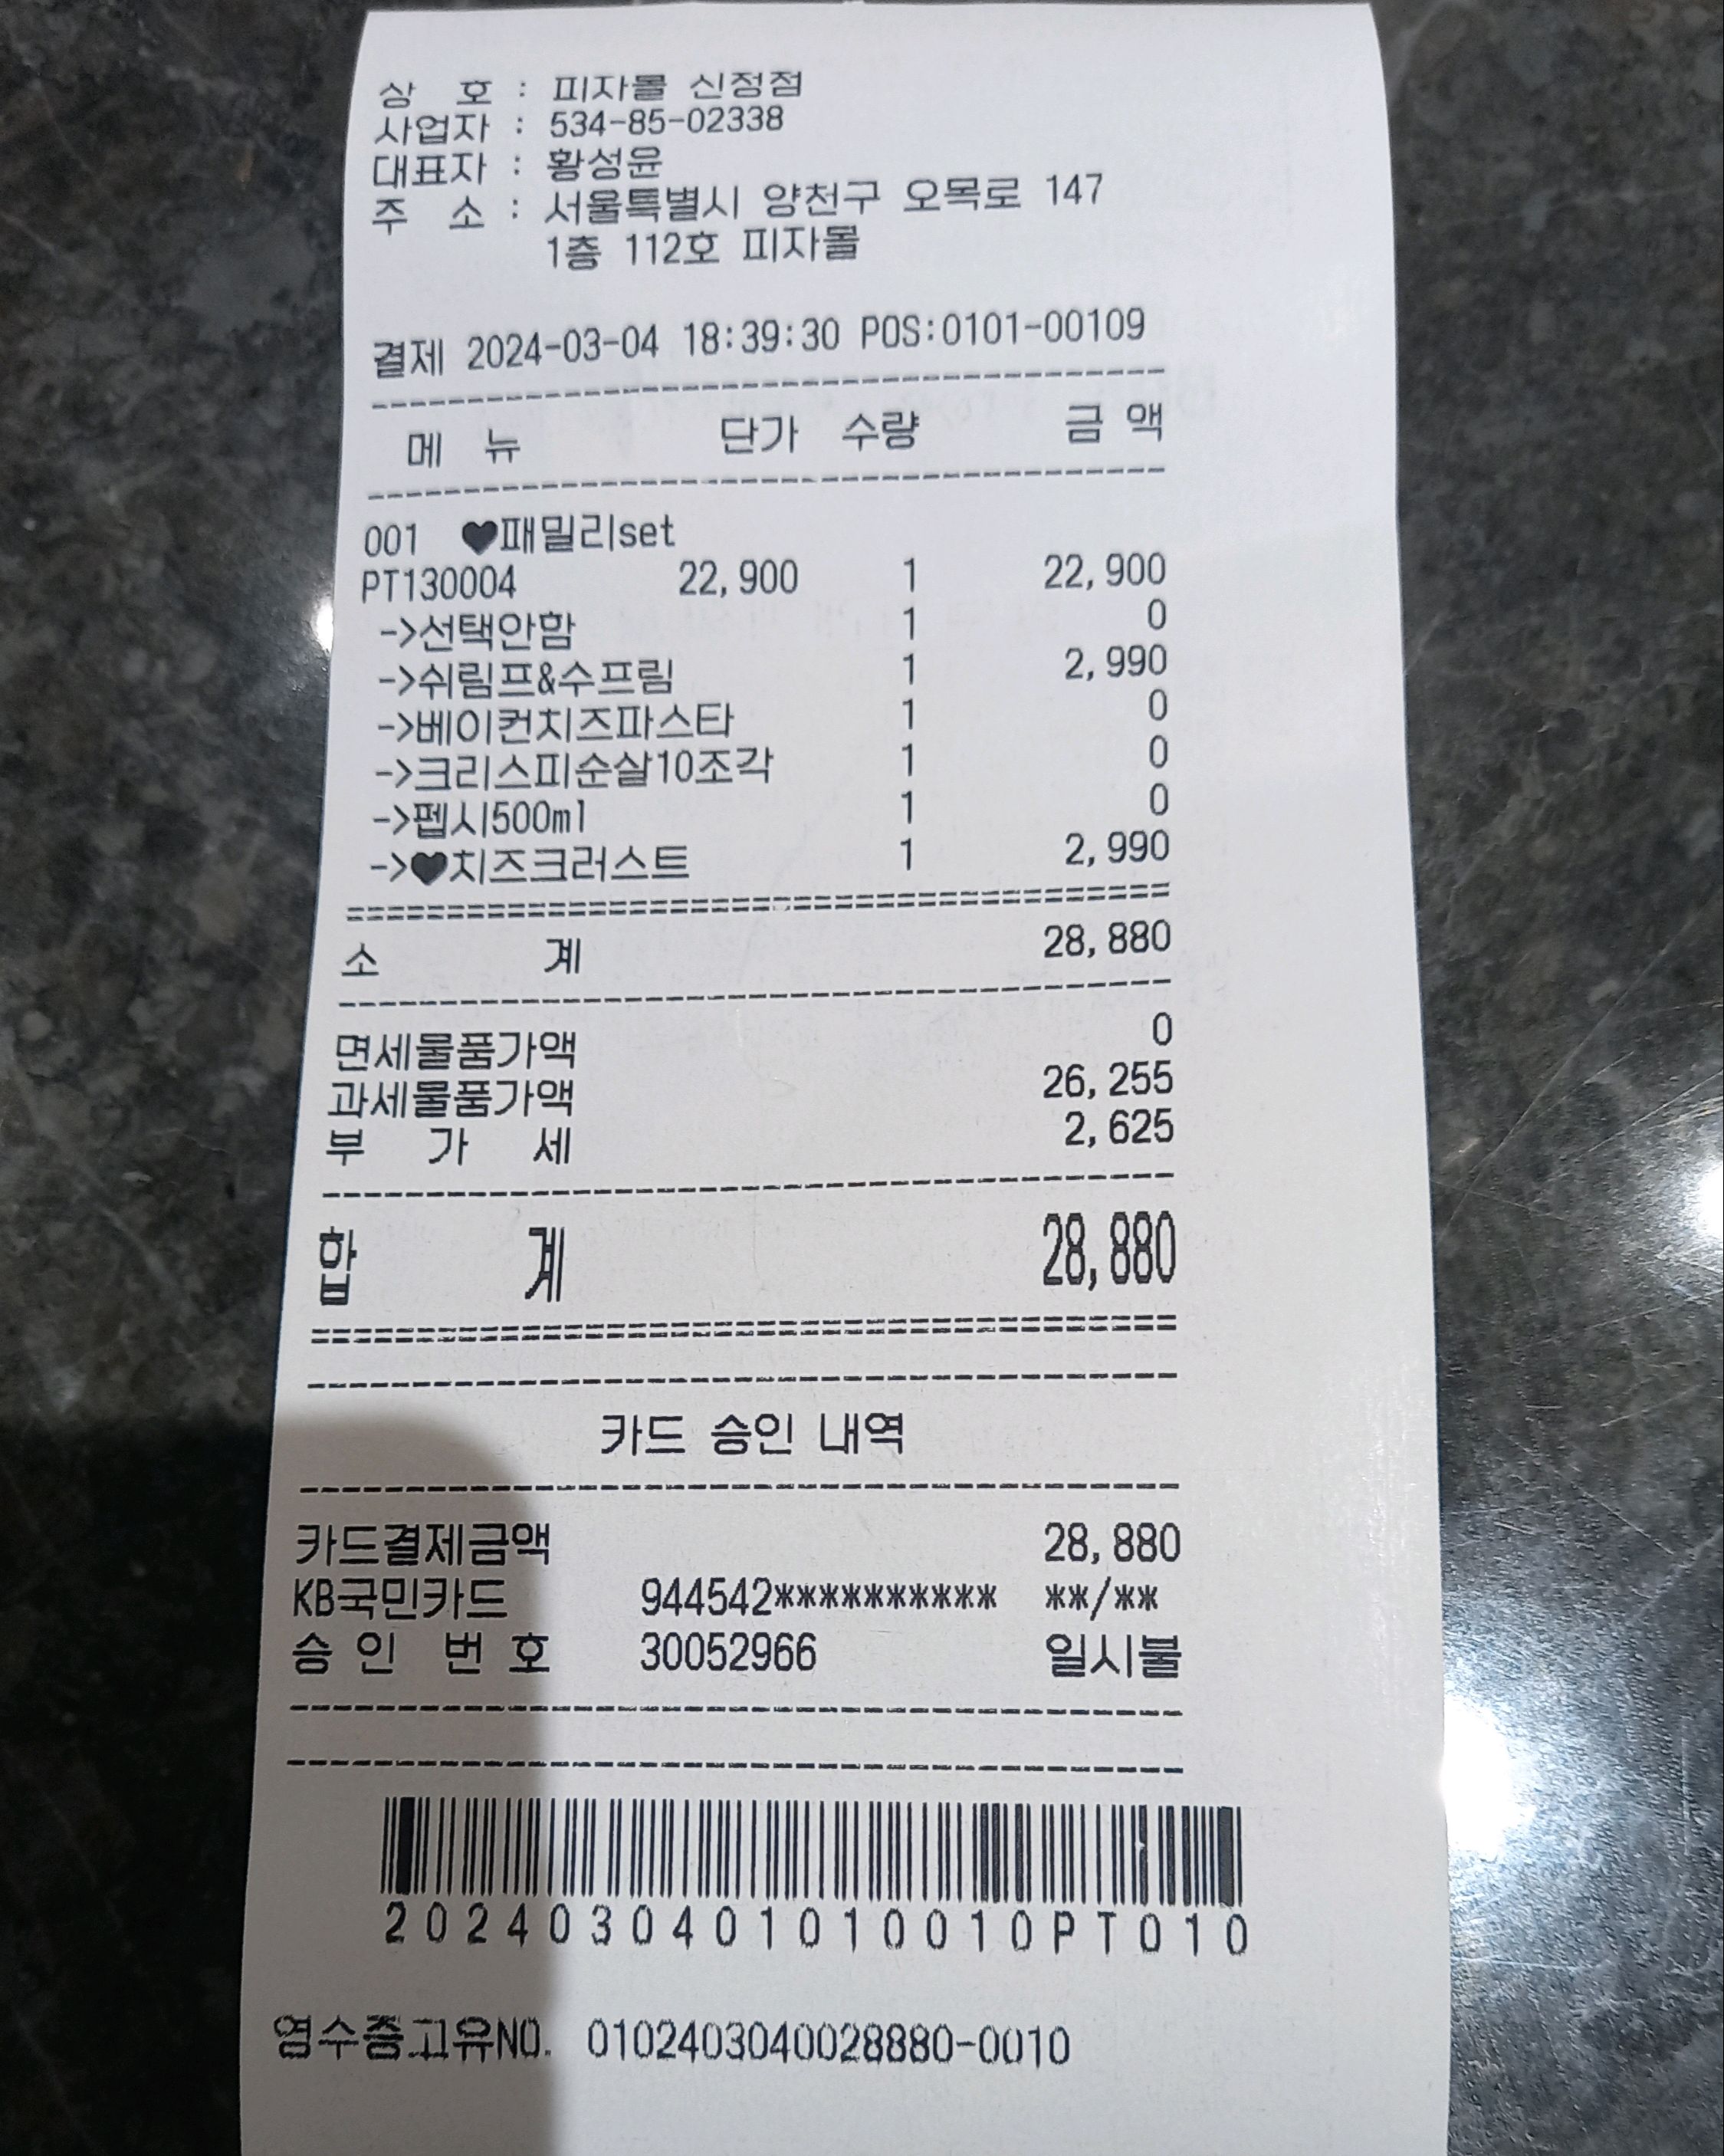 상 호 : 피자몰 신정점
사업자 : 534-85-02338
대표자 : 황성윤
주 소 : 서울특별시 양천구 오목로 147
1층 112호 피자몰
결제 2024-03-04 18:39:30 POS:0101-00109
메 뉴 단가 수량 금 액
001 ♥패밀리set
PT130004 22,900 1 22,900
->선택안함 1 0
->쉬림프&수프림 1 2,990
->베이컨치즈파스타 1 0
->크리스피순살10조각 1 0
->펩시500ml 1 0
->♥치즈크러스트 1 2,990
소 계 28,880
면세물품가액 0
과세물품가액 26,255
부 가 세 2,625
합 계 28,880
카드 승인 내역
카드결제금액 28,880
KB국민카드 944542********** **/**
승 인 번 호 30052966 일시불
2024030401010010PT010
영수증고유NO. 0102403040028880-0010